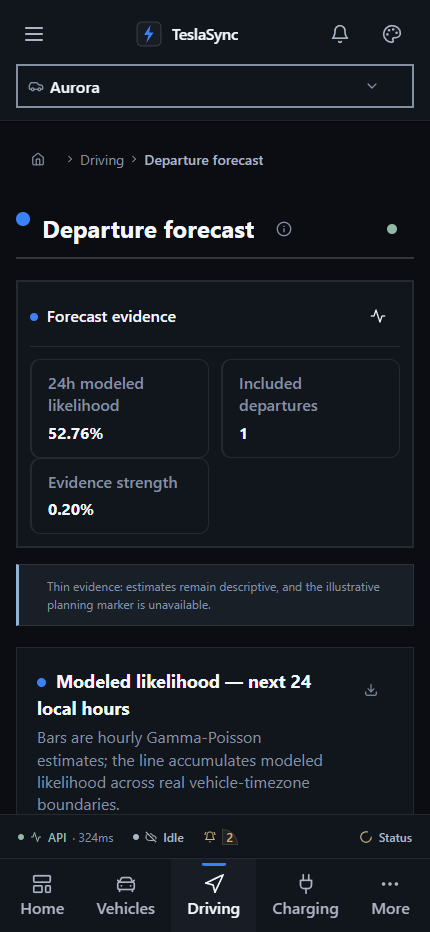 TeslaSync
Aurora
Driving
Departure forecast
Departure forecast
Forecast evidence
24h modeled
likelihood
52.76%
Included
departures
1
Evidence strength
0.20%
Thin evidence: estimates remain descriptive, and the illustrative
planning marker is unavailable.
Modeled likelihood — next 24
local hours
Bars are hourly Gamma-Poisson
estimates; the line accumulates modeled
likelihood across real vehicle-timezone
boundaries.
API · 324ms
Idle
2
Status
Home
Vehicles
Driving
Charging
More